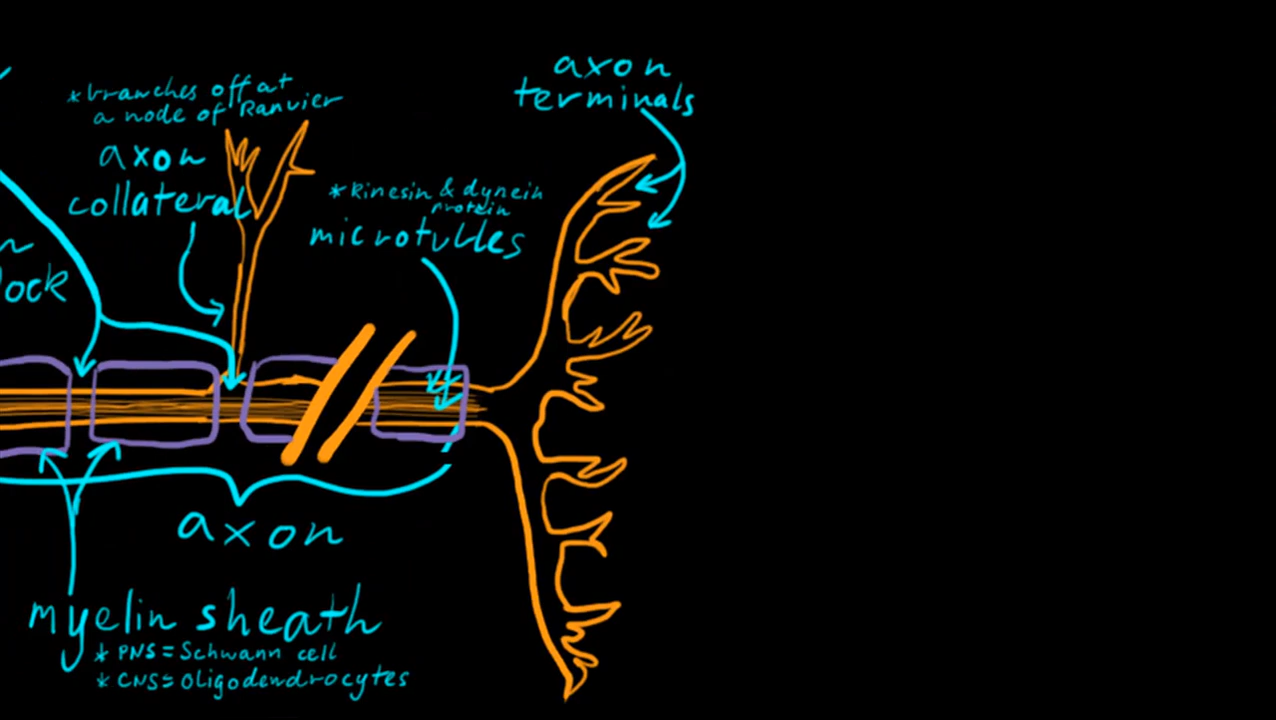 axon
terminals
*branches off at
a node of Ranvier
axon
collateral
*Kinesin & dynein
protein
microtubles
ock
axon
myelin sheath
* PNS = Schwann cell
* CNS = Oligodendrocytes